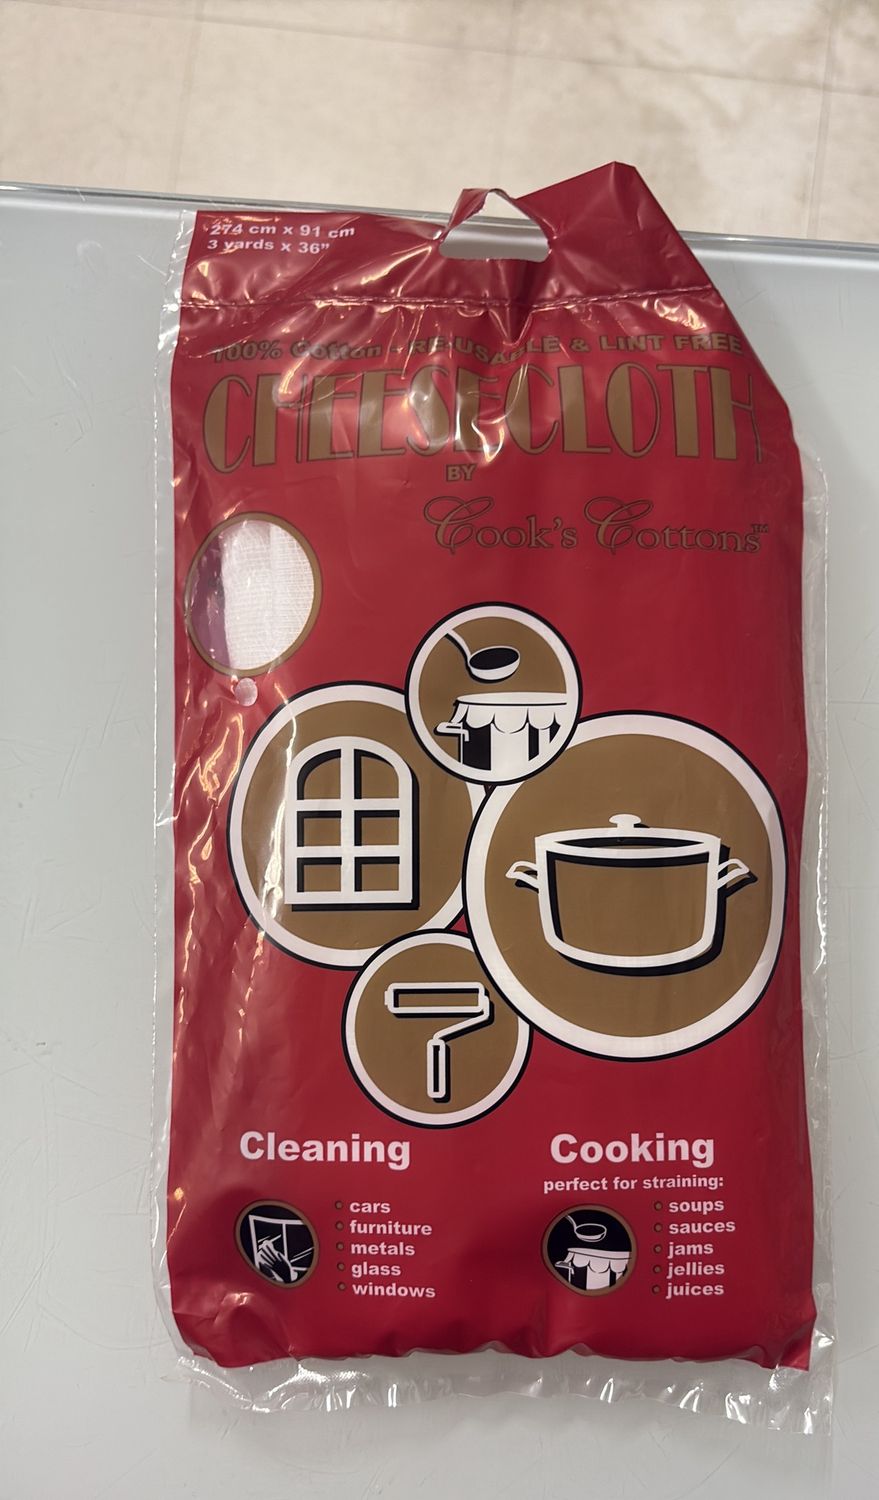 274 cm x 91 cm
3 yards x 36"
100% Cotton - RE-USABLE & LINT FREE
CHEESECLOTH
BY
Cook's Cottons™
Cleaning
cars
furniture
metals
glass
windows
Cooking
perfect for straining:
soups
sauces
jams
jellies
juices